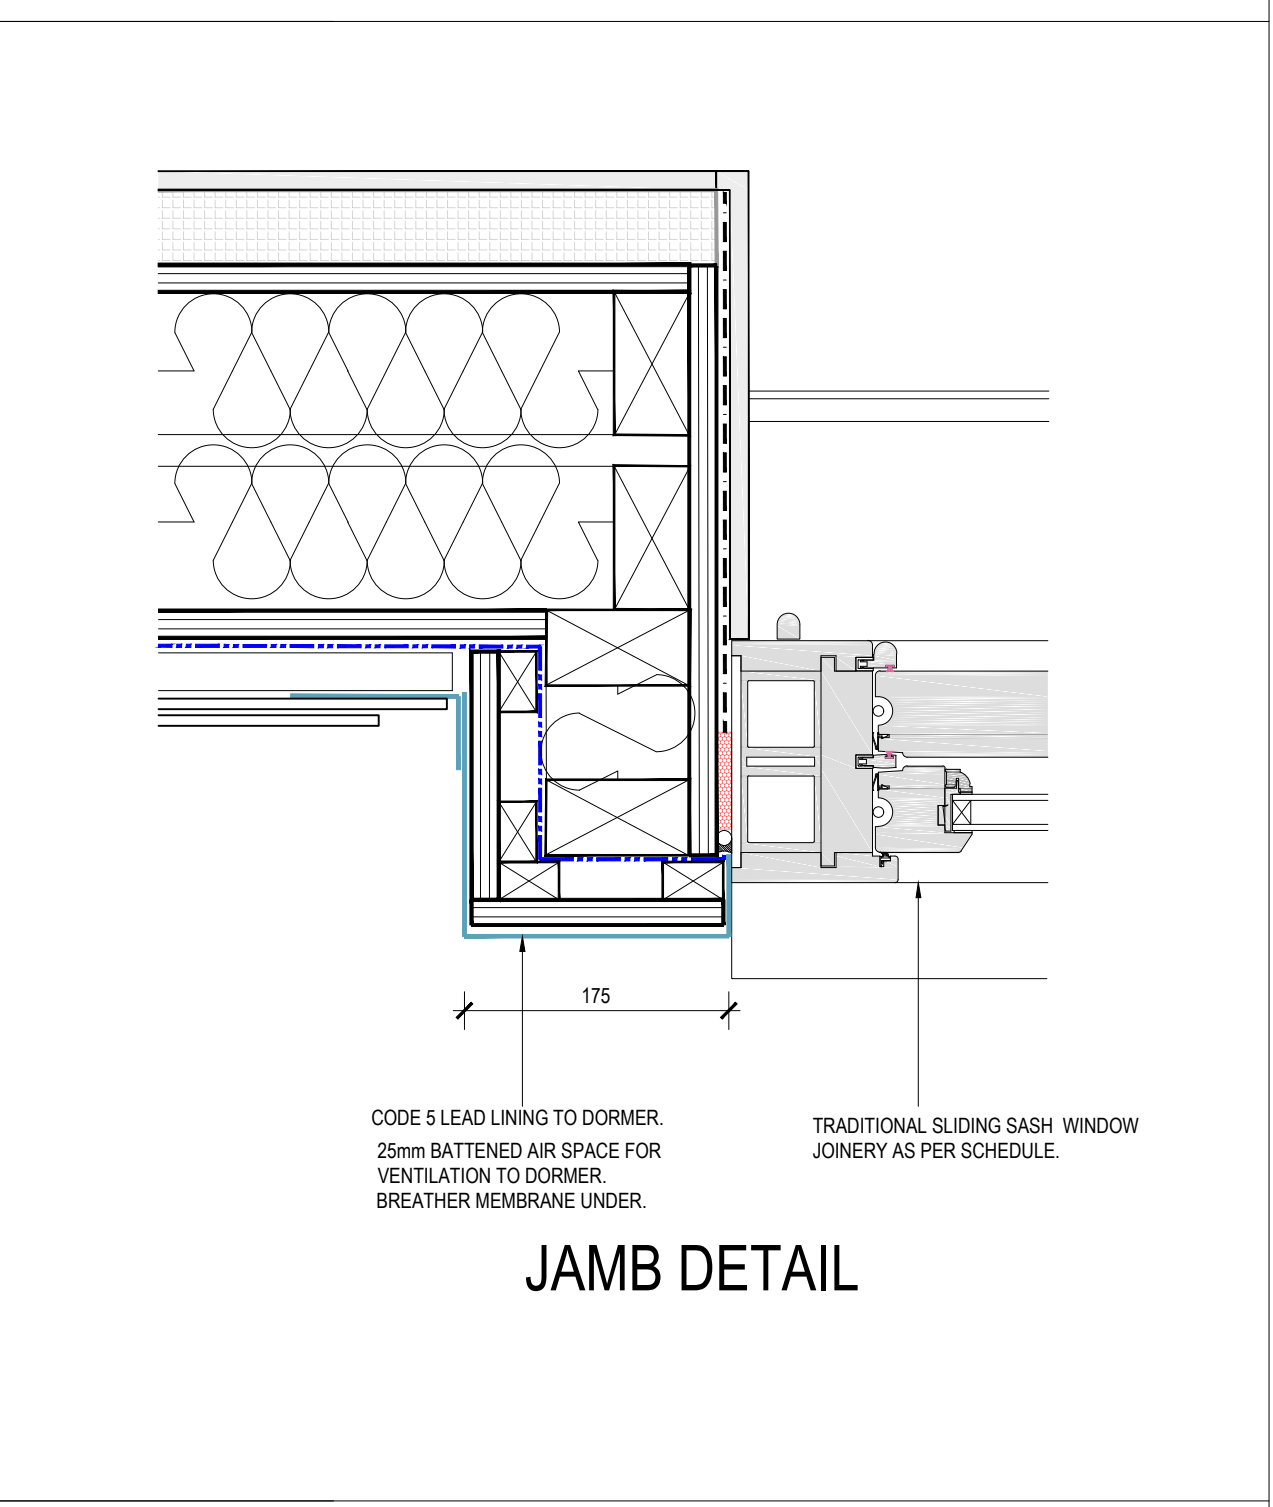 175
CODE 5 LEAD LINING TO DORMER.
25mm BATTENED AIR SPACE FOR
VENTILATION TO DORMER.
BREATHER MEMBRANE UNDER.
TRADITIONAL SLIDING SASH WINDOW
JOINERY AS PER SCHEDULE.
JAMB DETAIL